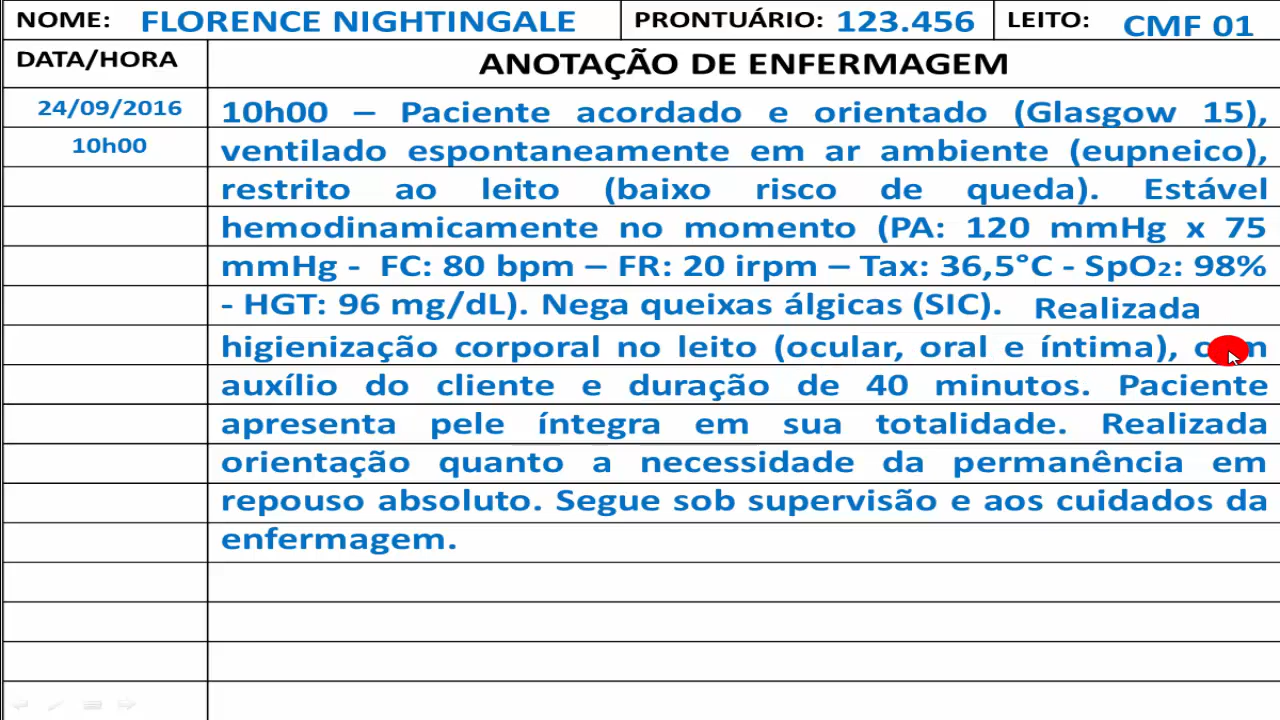 NOME: FLORENCE NIGHTINGALE PRONTUÁRIO: 123.456 LEITO: CMF 01
DATA/HORA ANOTAÇÃO DE ENFERMAGEM
24/09/2016 10h00 – Paciente acordado e orientado (Glasgow 15),
10h00 ventilado espontaneamente em ar ambiente (eupneico),
restrito ao leito (baixo risco de queda). Estável
hemodinamicamente no momento (PA: 120 mmHg x 75
mmHg - FC: 80 bpm – FR: 20 irpm – Tax: 36,5°C - SpO₂: 98%
- HGT: 96 mg/dL). Nega queixas álgicas (SIC). Realizada
higienização corporal no leito (ocular, oral e íntima),
auxílio do cliente e duração de 40 minutos. Paciente
apresenta pele íntegra em sua totalidade. Realizada
orientação quanto a necessidade da permanência em
repouso absoluto. Segue sob supervisão e aos cuidados da
enfermagem.